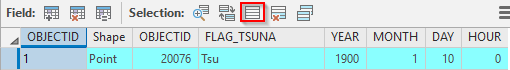 Field: Selection:
OBJECTID Shape OBJECTID FLAG_TSUNA YEAR MONTH DAY HOUR
1 Point 20076 Tsu 1900 1 10 0